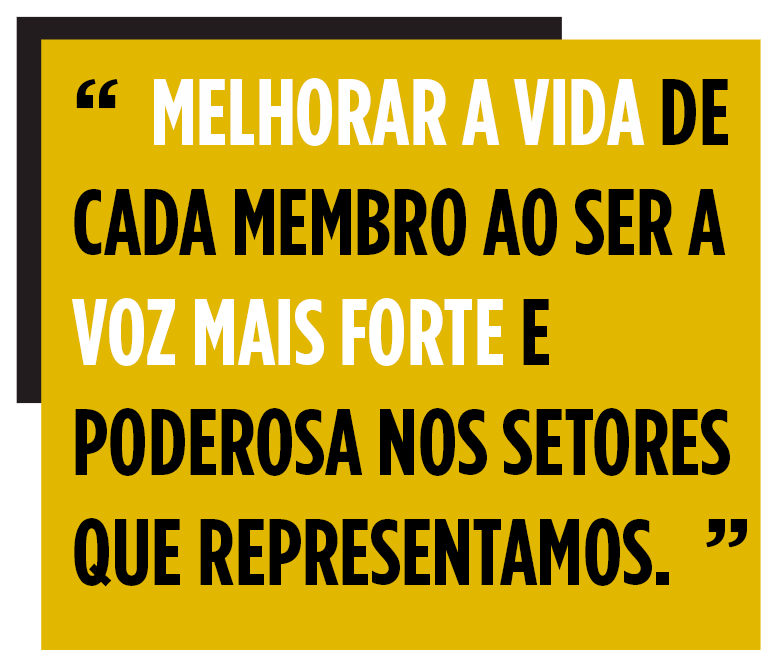 “ MELHORAR A VIDA DE
CADA MEMBRO AO SER A
VOZ MAIS FORTE E
PODEROSA NOS SETORES
QUE REPRESENTAMOS. ”